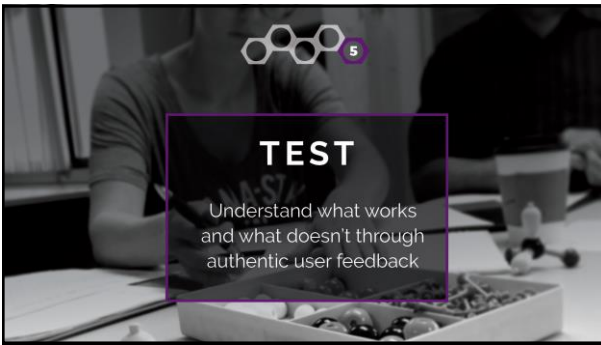 5
TEST
Understand what works
and what doesn't through
authentic user feedback